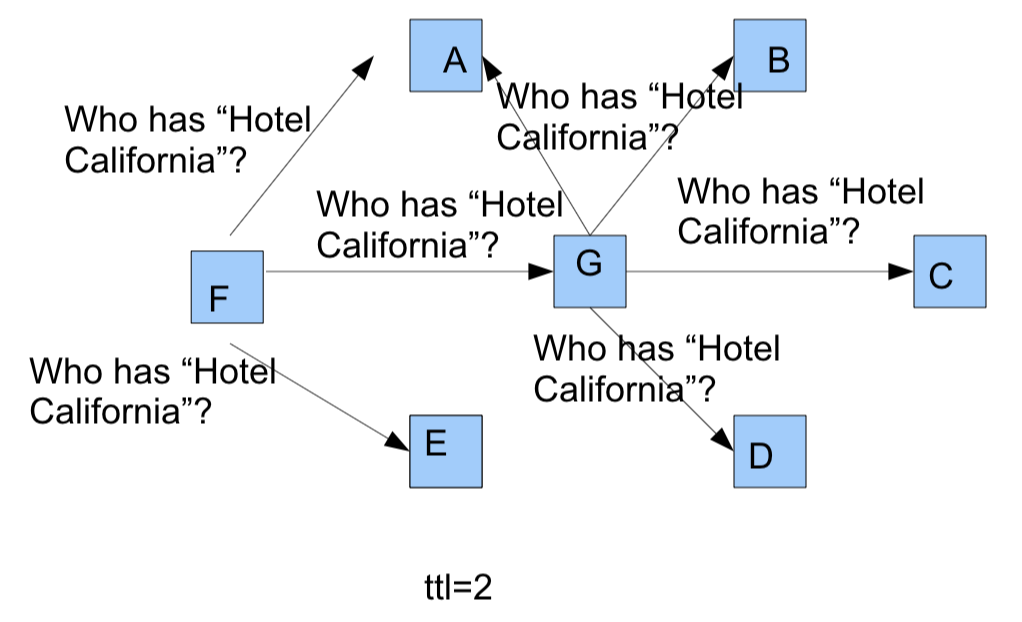 A
B
Who has “Hotel
California”?
Who has “Hotel
California”?
Who has “Hotel
California”?
Who has “Hotel
California”?
G
C
F
Who has “Hotel
California”?
Who has “Hotel
California”?
E
D
ttl=2